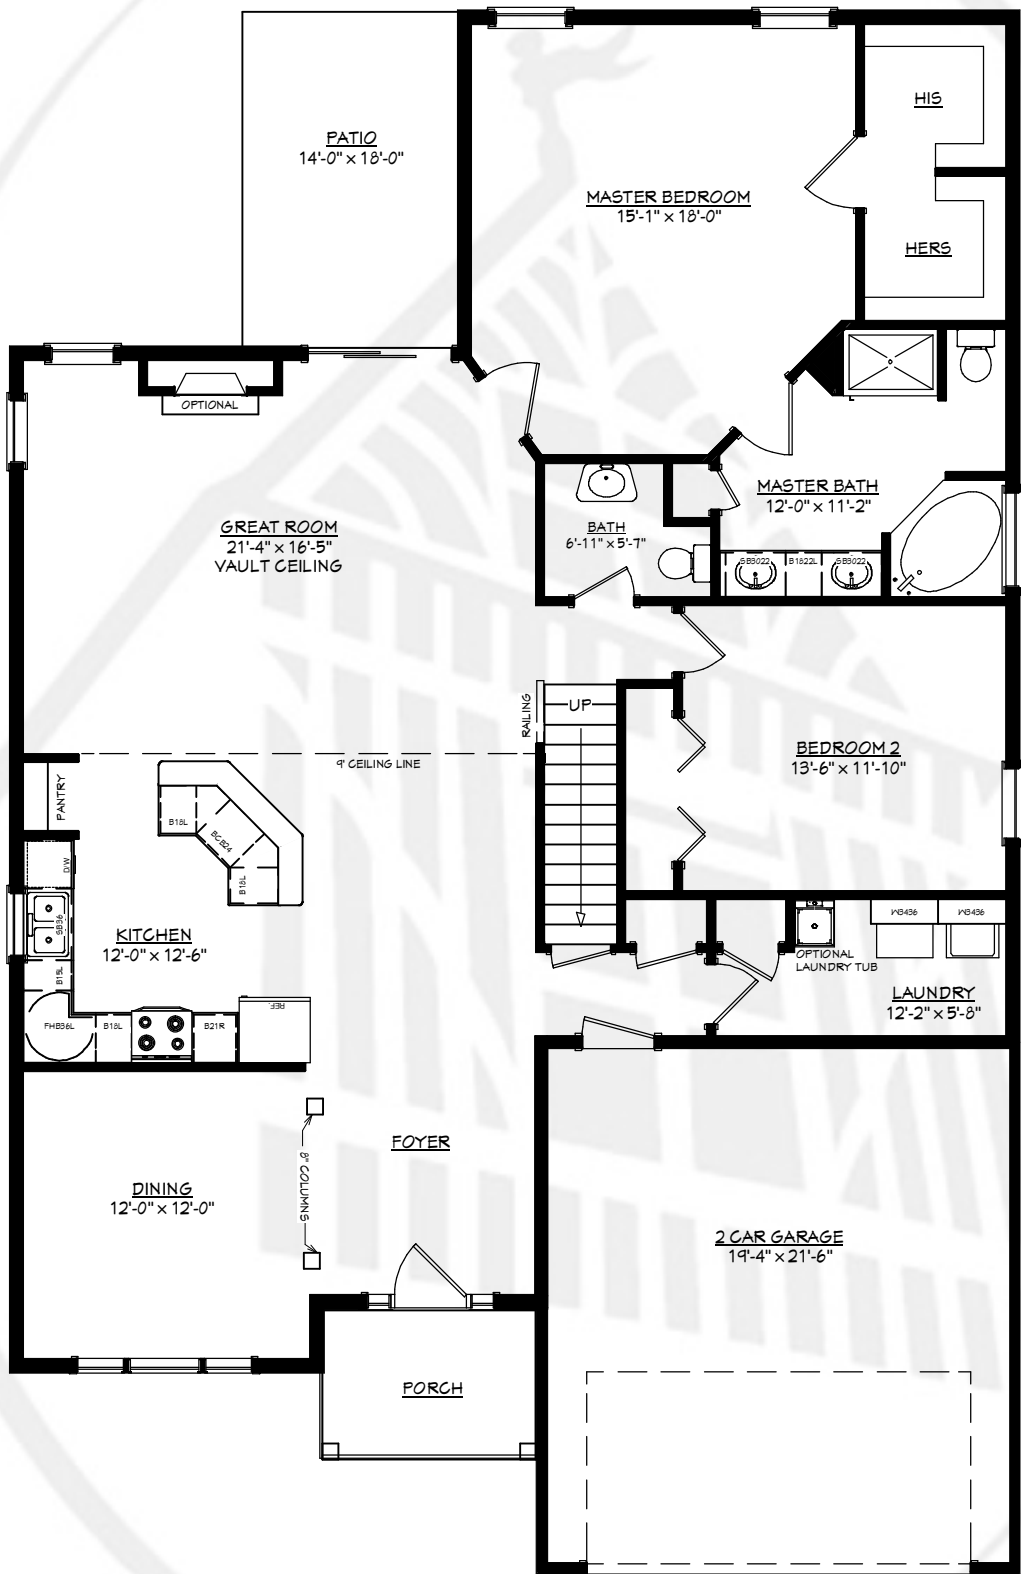 HIS
PATIO
14'-0" x 18'-0"
MASTER BEDROOM
15'-1" x 18'-0"
HERS
OPTIONAL
MASTER BATH
12'-0" x 11'-2"
GREAT ROOM
21'-4" x 16'-5"
VAULT CEILING
BATH
6'-11" x 5'-7"
SB3022
B1822L
SB3022
RAILING
UP
BEDROOM 2
13'-6" x 11'-10"
9' CEILING LINE
PANTRY
B18L
BCB24
B18L
D/W
SB36
B15L
KITCHEN
12'-0" x 12'-6"
W3436
W3436
OPTIONAL
LAUNDRY TUB
LAUNDRY
12'-2" x 5'-8"
REF.
FHB36L
B18L
B21R
FOYER
8" COLUMNS
DINING
12'-0" x 12'-0"
2 CAR GARAGE
19'-4" x 21'-6"
PORCH